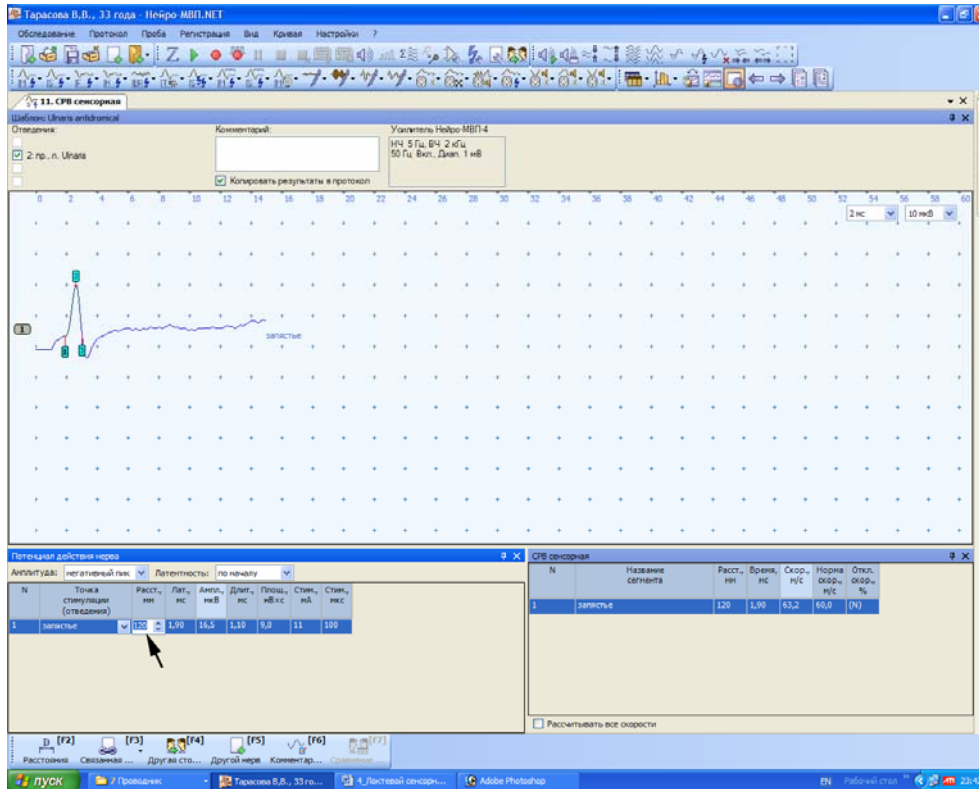 Тарасова В,В., 33 года - Нейро-МВП.NET
Обследование Протокол Проба Регистрация Вид Кривая Настройки ?
11. СРВ сенсорная
Шаблон: Ulnaris antidromical
Отведения:
Комментарий:
Усилитель Нейро-МВП-4
НЧ 5 Гц, ВЧ 2 кГц
50 Гц Вкл., Диап. 1 мВ
2: пр., n. Ulnaris
Копировать результаты в протокол
0 2 4 6 8 10 12 14 16 18 20 22 24 26 28 30 32 34 36 38 40 42 44 46 48 50 52 54 56 58 60
2 мс 10 мкВ
1
запястье
Потенциал действия нерва
Амплитуда: негативный пик Латентность: по началу
N Точка стимуляции (отведения) Расст., мм Лат., мс Ампл., мкВ Длит., мс Площ., нВ×с Стим., мА Стим., мкс
1 запястье 120 1,90 16,5 1,10 9,0 11 100
СРВ сенсорная
N Название сегмента Расст., мм Время, мс Скор., м/с Норма скор., м/с Откл. скор., %
1 запястье 120 1,90 63,2 60,0 (N)
Рассчитывать все скорости
[F2] [F3] [F4] [F5] [F6] [F7]
Расстояния Связанная ... Другая сто... Другой нерв Комментар... Сравнение
пуск 7 Проводник Тарасова В,В., 33 го... 4_Локтевой сенсорн... Adobe Photoshop EN Рабочий стол